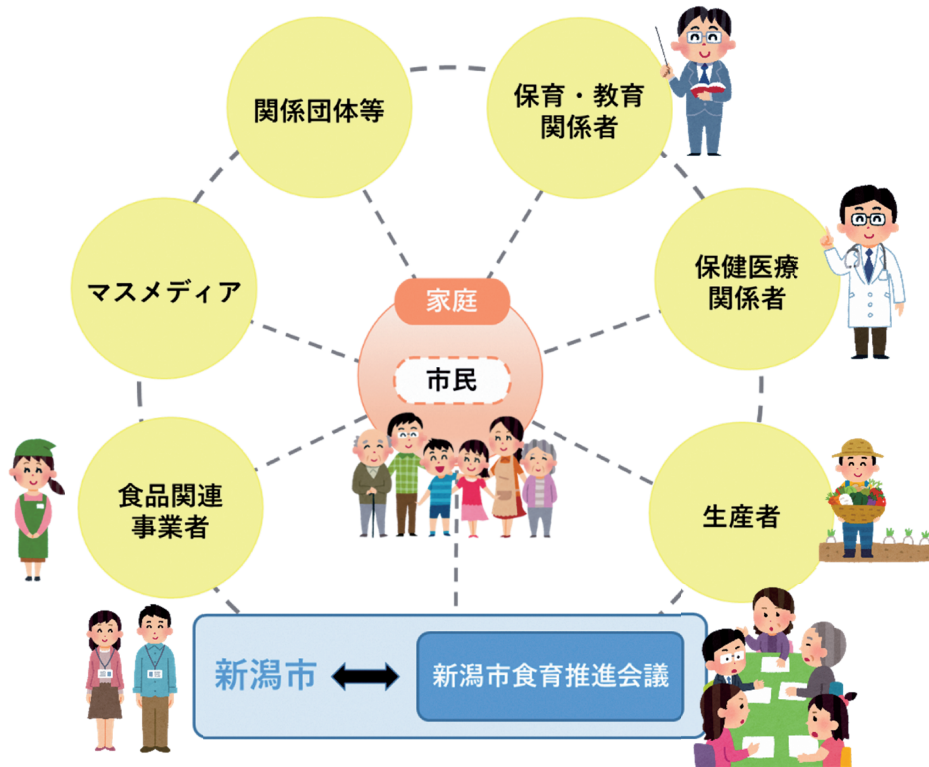 関係団体等
保育・教育
関係者
マスメディア
保健医療
関係者
家庭
市民
食品関連
事業者
生産者
新潟市
新潟市食育推進会議